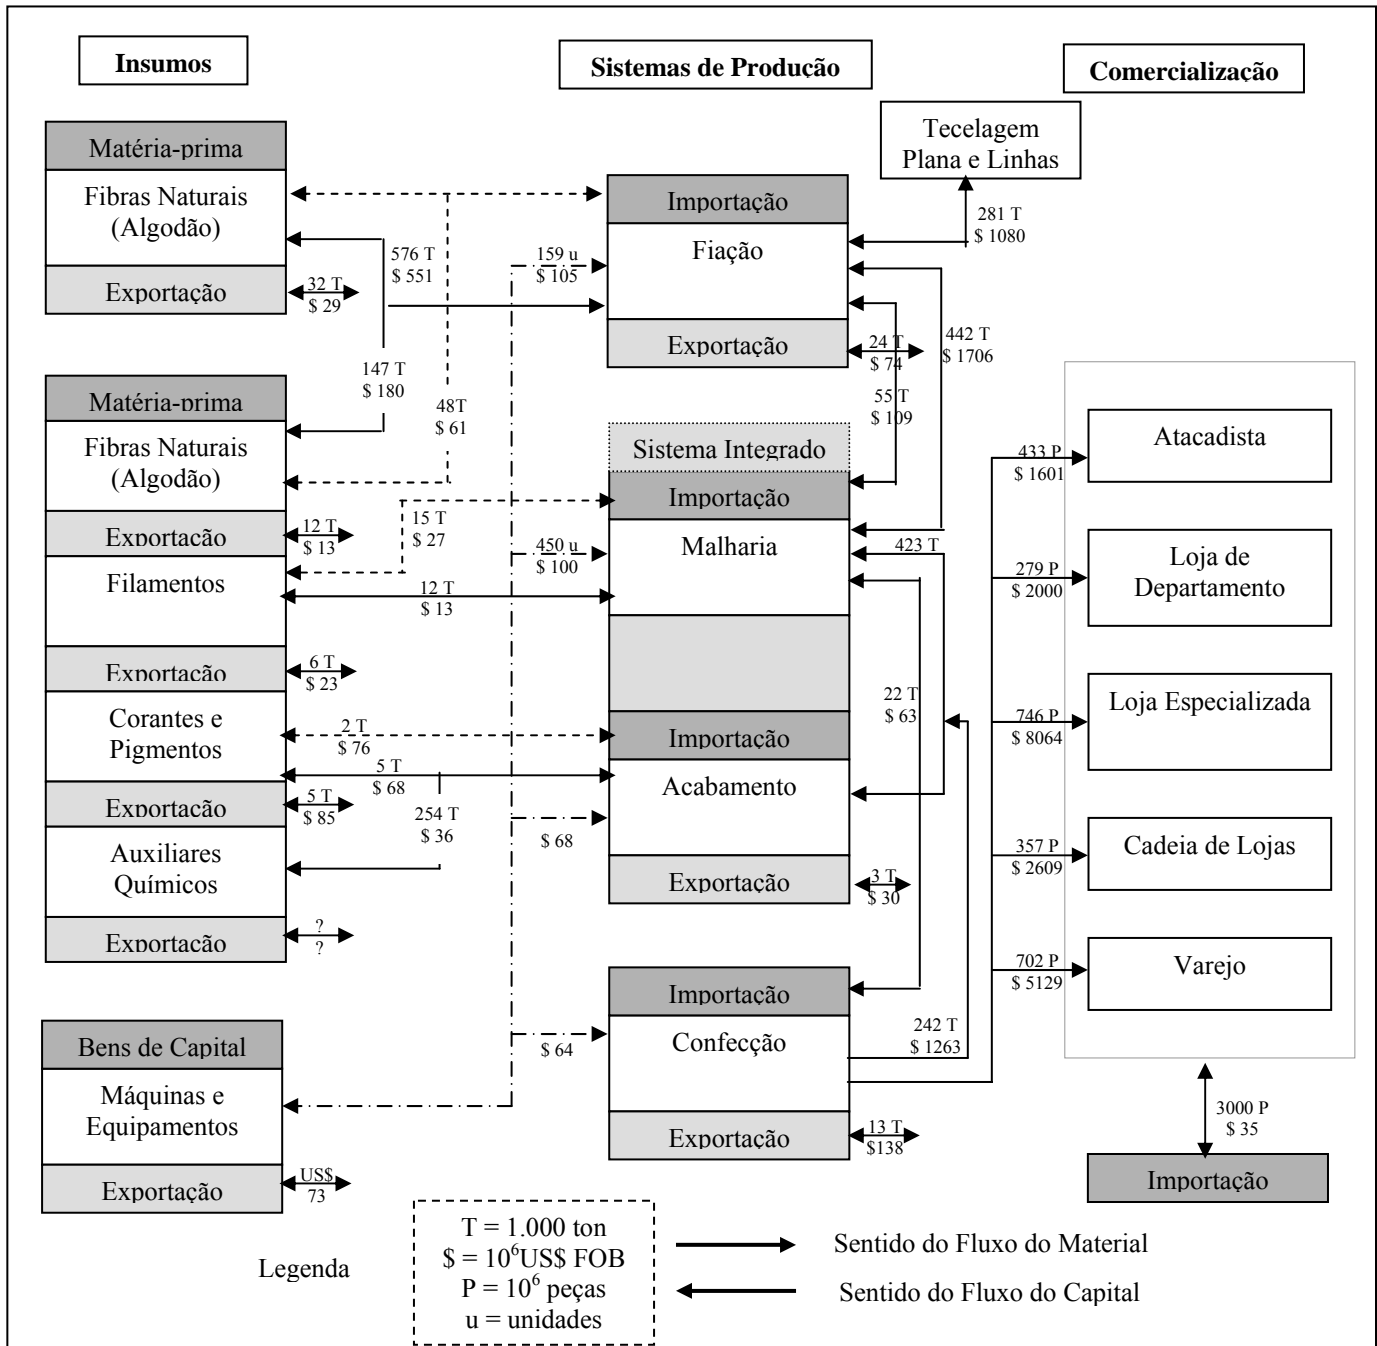 Insumos
Sistemas de Produção
Comercialização
Matéria-prima
Fibras Naturais
(Algodão)
Exportação
32 T
$ 29
576 T
$ 551
147 T
$ 180
48T
$ 61
Matéria-prima
Fibras Naturais
(Algodão)
Exportação
12 T
$ 13
Filamentos
Exportação
6 T
$ 23
Corantes e
Pigmentos
Exportação
5 T
$ 85
Auxiliares
Químicos
Exportação
?
?
15 T
$ 27
12 T
$ 13
2 T
$ 76
5 T
$ 68
254 T
$ 36
Bens de Capital
Máquinas e
Equipamentos
Exportação
US$
73
159 u
$ 105
450 u
$ 100
$ 68
$ 64
Importação
Fiação
Exportação
24 T
$ 74
Tecelagem
Plana e Linhas
281 T
$ 1080
442 T
$ 1706
55 T
$ 109
Sistema Integrado
Importação
Malharia
423 T
22 T
$ 63
Importação
Acabamento
Exportação
3 T
$ 30
Importação
Confecção
Exportação
13 T
$138
242 T
$ 1263
433 P
$ 1601
Atacadista
279 P
$ 2000
Loja de
Departamento
746 P
$ 8064
Loja Especializada
357 P
$ 2609
Cadeia de Lojas
702 P
$ 5129
Varejo
3000 P
$ 35
Importação
Legenda
T = 1.000 ton
$ = 10⁶US$ FOB
P = 10⁶ peças
u = unidades
Sentido do Fluxo do Material
Sentido do Fluxo do Capital